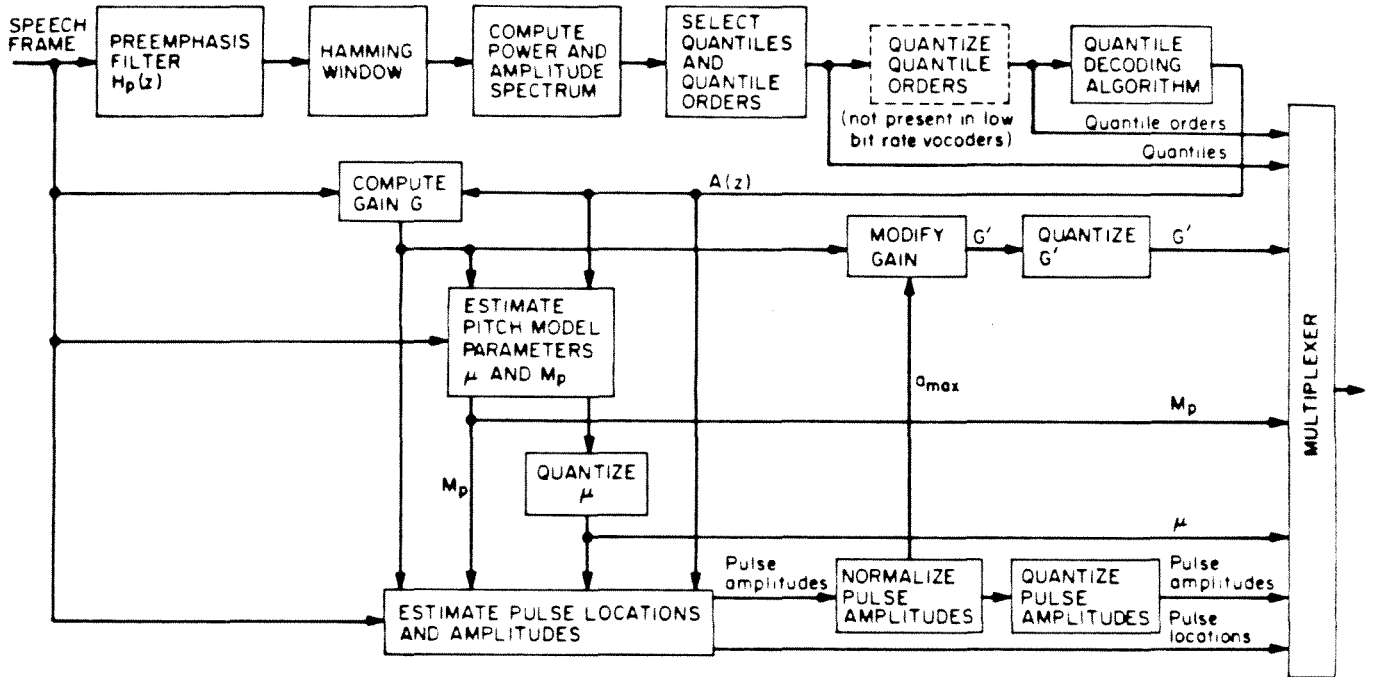 SPEECH
FRAME
PREEMPHASIS
FILTER
Hp(z)
HAMMING
WINDOW
COMPUTE
POWER AND
AMPLITUDE
SPECTRUM
SELECT
QUANTILES
AND
QUANTILE
ORDERS
QUANTIZE
QUANTILE
ORDERS
(not present in low
bit rate vocoders)
QUANTILE
DECODING
ALGORITHM
Quantile orders
Quantiles
COMPUTE
GAIN G
A(z)
MODIFY
GAIN
G'
QUANTIZE
G'
G'
ESTIMATE
PITCH MODEL
PARAMETERS
μ AND Mp
amax
Mp
Mp
QUANTIZE
μ
μ
ESTIMATE PULSE LOCATIONS
AND AMPLITUDES
Pulse
amplitudes
NORMALIZE
PULSE
AMPLITUDES
QUANTIZE
PULSE
AMPLITUDES
Pulse
amplitudes
Pulse
locations
MULTIPLEXER